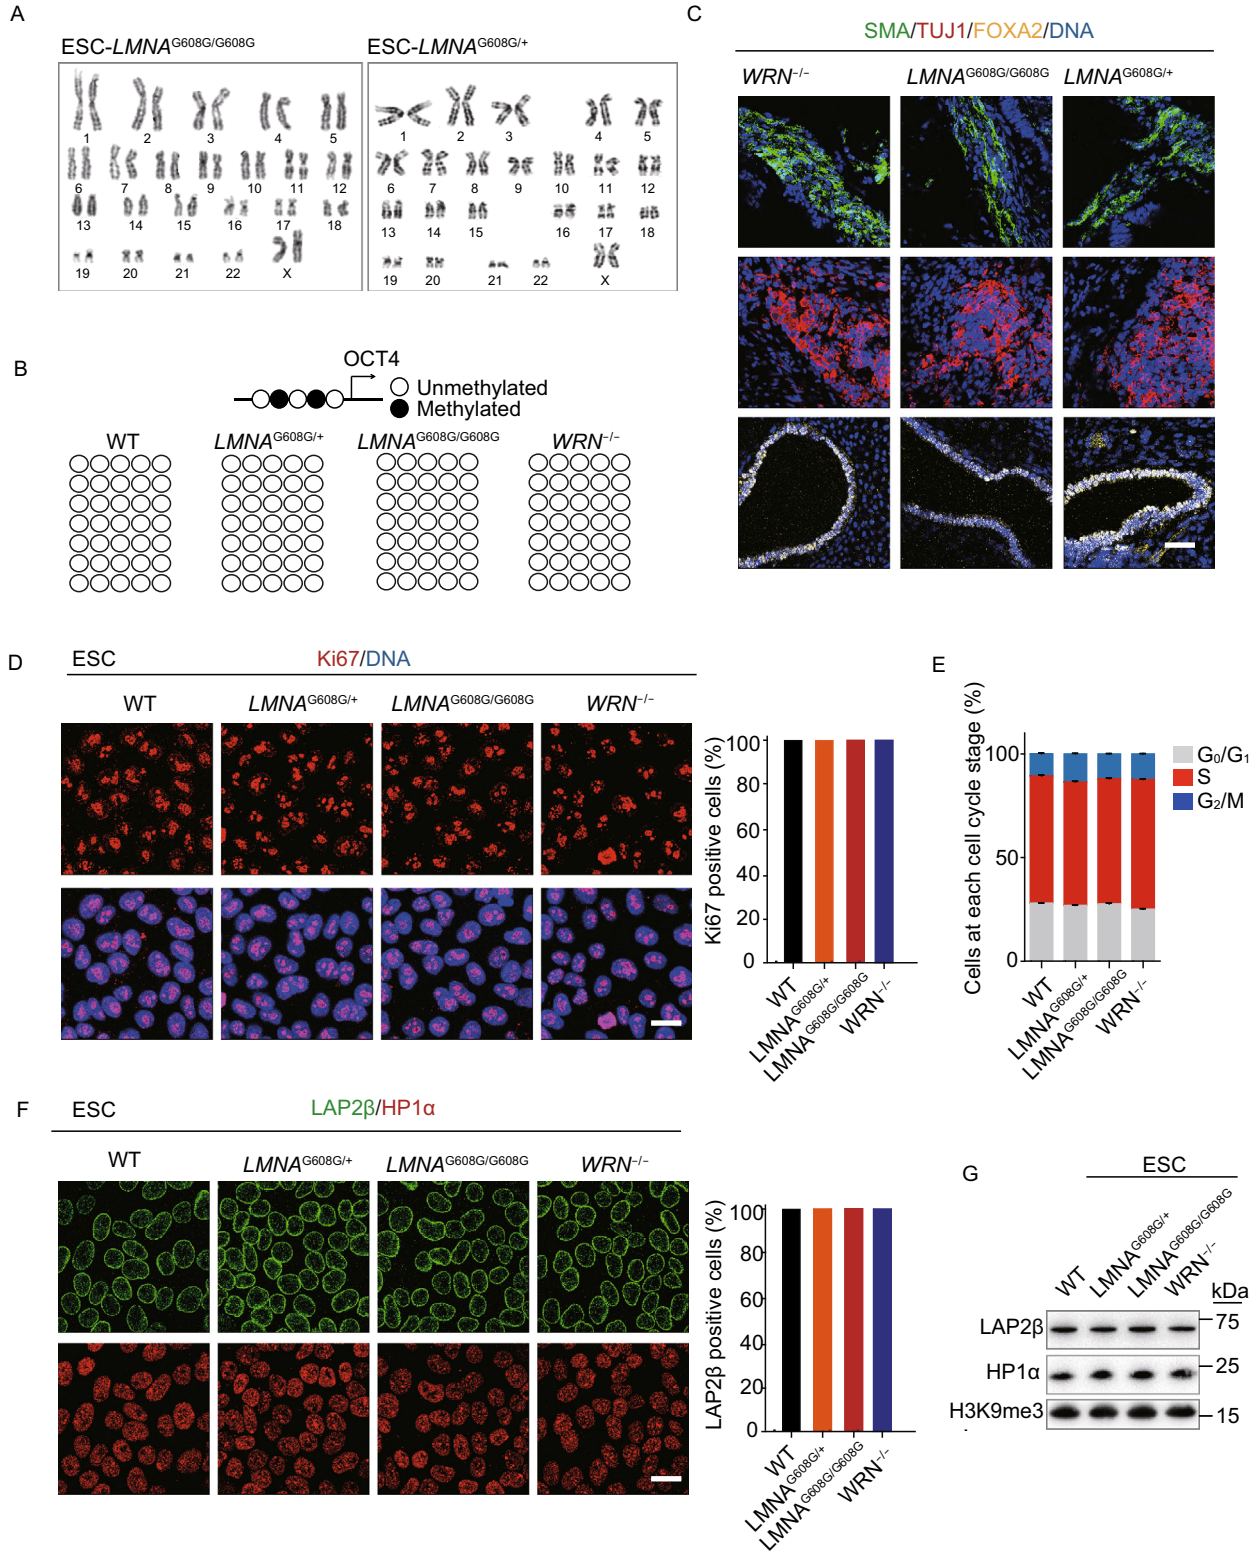 A
ESC-LMNAG608G/G608G
ESC-LMNAG608G/+
1 2 3 4 5
6 7 8 9 10 11 12
13 14 15 16 17 18
19 20 21 22 X
1 2 3 4 5
6 7 8 9 10 11 12
13 14 15 16 17 18
19 20 21 22 X
B
OCT4
Unmethylated
Methylated
WT LMNAG608G/+ LMNAG608G/G608G WRN−/−
C
SMA/TUJ1/FOXA2/DNA
WRN−/− LMNAG608G/G608G LMNAG608G/+
D
ESC Ki67/DNA
WT LMNAG608G/+ LMNAG608G/G608G WRN−/−
Ki67 positive cells (%)
100
80
60
40
20
0
WT LMNAG608G/+ LMNAG608G/G608G WRN−/−
E
Cells at each cell cycle stage (%)
100
50
0
WT LMNAG608G/+ LMNAG608G/G608G WRN−/−
G0/G1
S
G2/M
F
ESC LAP2β/HP1α
WT LMNAG608G/+ LMNAG608G/G608G WRN−/−
LAP2β positive cells (%)
100
80
60
40
20
0
WT LMNAG608G/+ LMNAG608G/G608G WRN−/−
G
ESC
WT LMNAG608G/+ LMNAG608G/G608G WRN−/−
kDa
LAP2β 75
HP1α 25
H3K9me3 15